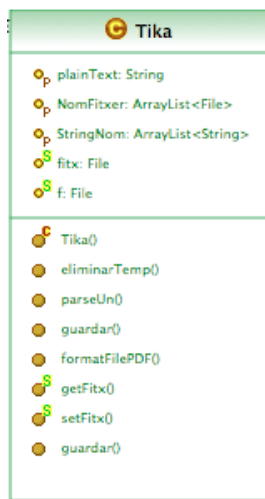 C Tika
P plainText: String
P NomFitxer: ArrayList<File>
P StringNom: ArrayList<String>
S fitx: File
S f: File
C Tika()
eliminarTemp()
parseUn()
guardar()
formatFilePDF()
S getFitx()
S setFitx()
guardar()